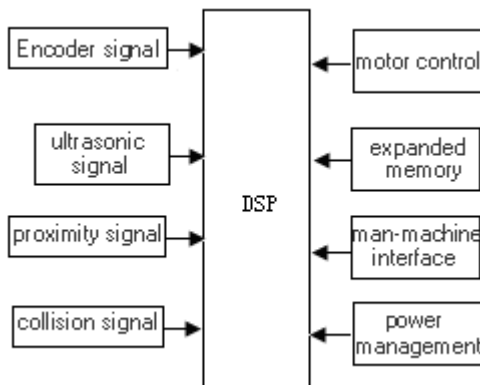 Encoder signal
ultrasonic
signal
proximity signal
collision signal
DSP
motor control
expanded
memory
man-machine
interface
power
management